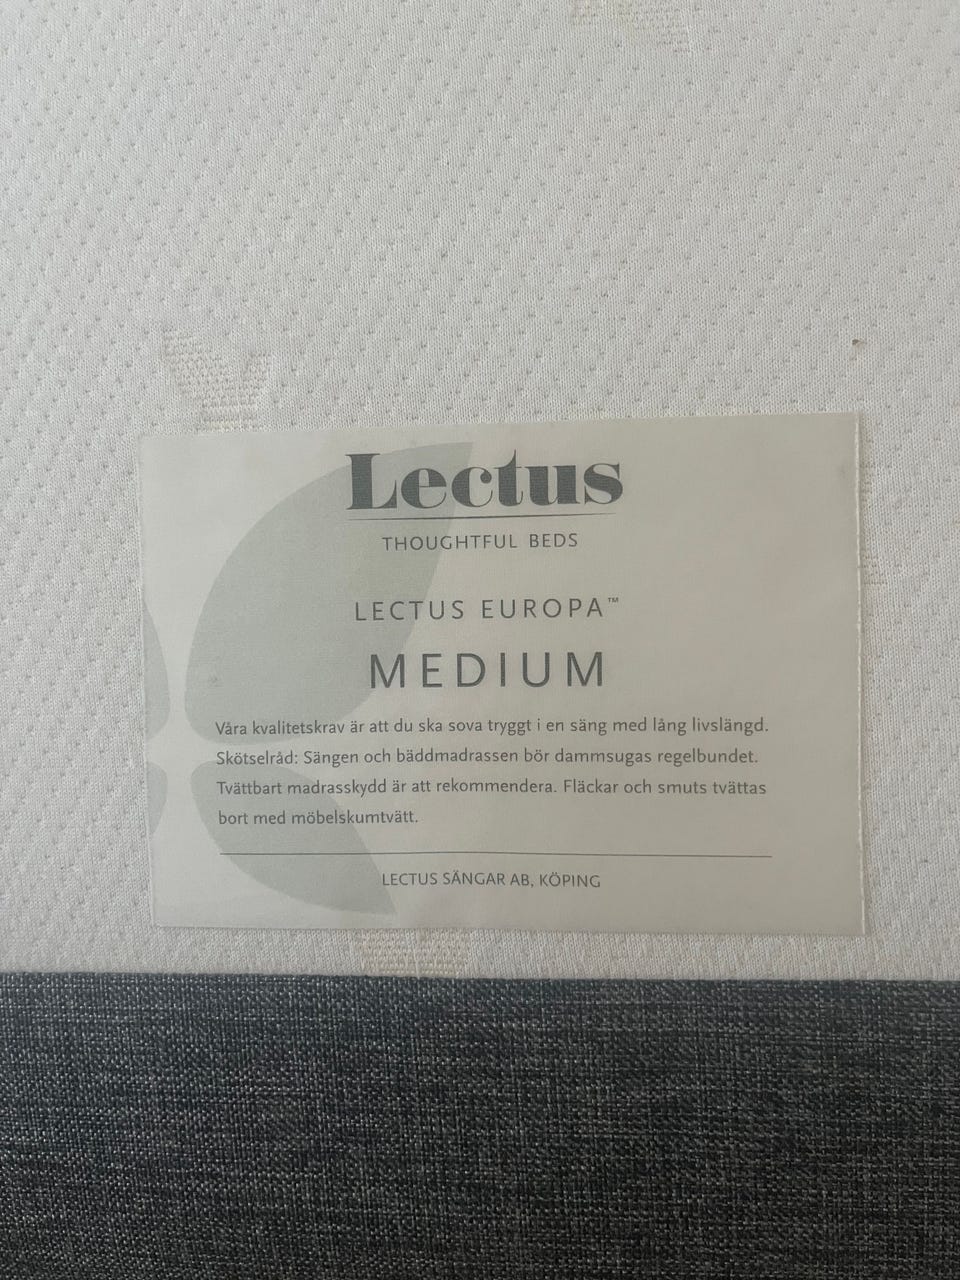 Lectus
THOUGHTFUL BEDS
LECTUS EUROPA™
MEDIUM
Våra kvalitetskrav är att du ska sova tryggt i en säng med lång livslängd.
Skötselråd: Sängen och bäddmadrassen bör dammsugas regelbundet.
Tvättbart madrasskydd är att rekommendera. Fläckar och smuts tvättas
bort med möbelskumtvätt.
LECTUS SÄNGAR AB, KÖPING